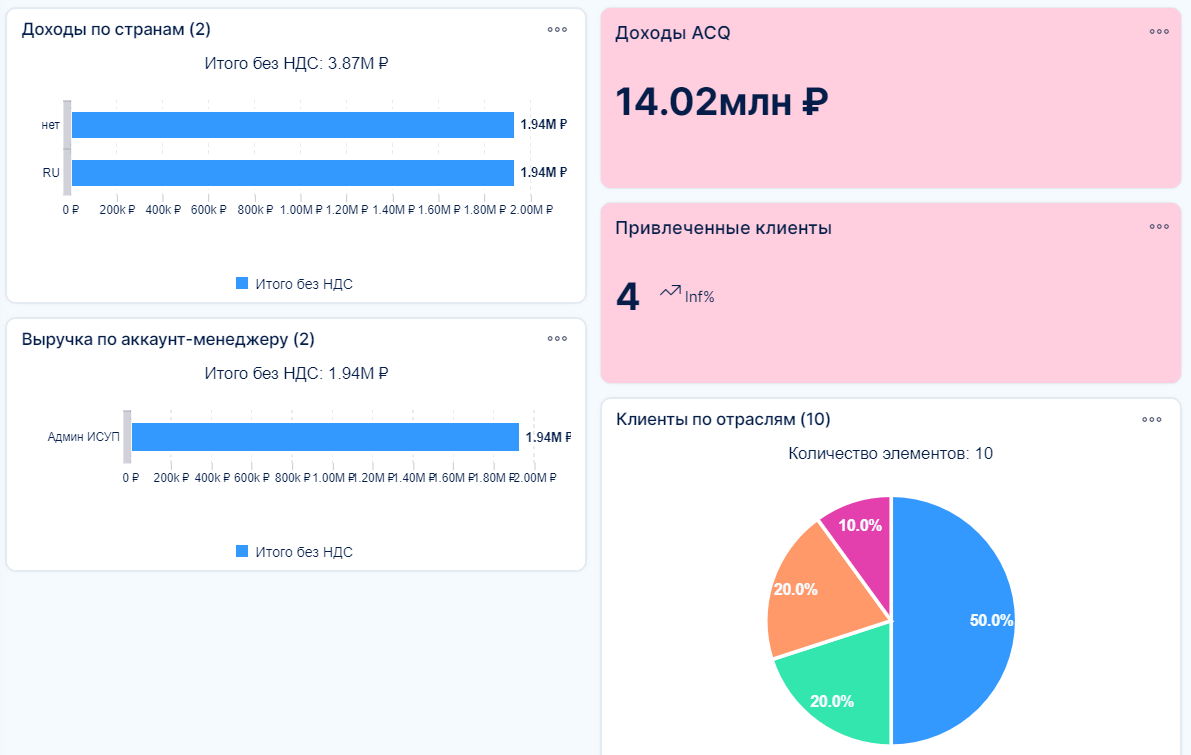 Доходы по странам (2)
Итого без НДС: 3.87M ₽
нет
1.94M ₽
RU
1.94M ₽
0 ₽ 200k ₽ 400k ₽ 600k ₽ 800k ₽ 1.00M ₽ 1.20M ₽ 1.40M ₽ 1.60M ₽ 1.80M ₽ 2.00M ₽
Итого без НДС
Выручка по аккаунт-менеджеру (2)
Итого без НДС: 1.94M ₽
Админ ИСУП
1.94M ₽
0 ₽ 200k ₽ 400k ₽ 600k ₽ 800k ₽ 1.00M ₽ 1.20M ₽ 1.40M ₽ 1.60M ₽ 1.80M ₽ 2.00M ₽
Итого без НДС
Доходы ACQ
14.02млн ₽
Привлеченные клиенты
4 Inf%
Клиенты по отраслям (10)
Количество элементов: 10
10.0%
20.0%
50.0%
20.0%